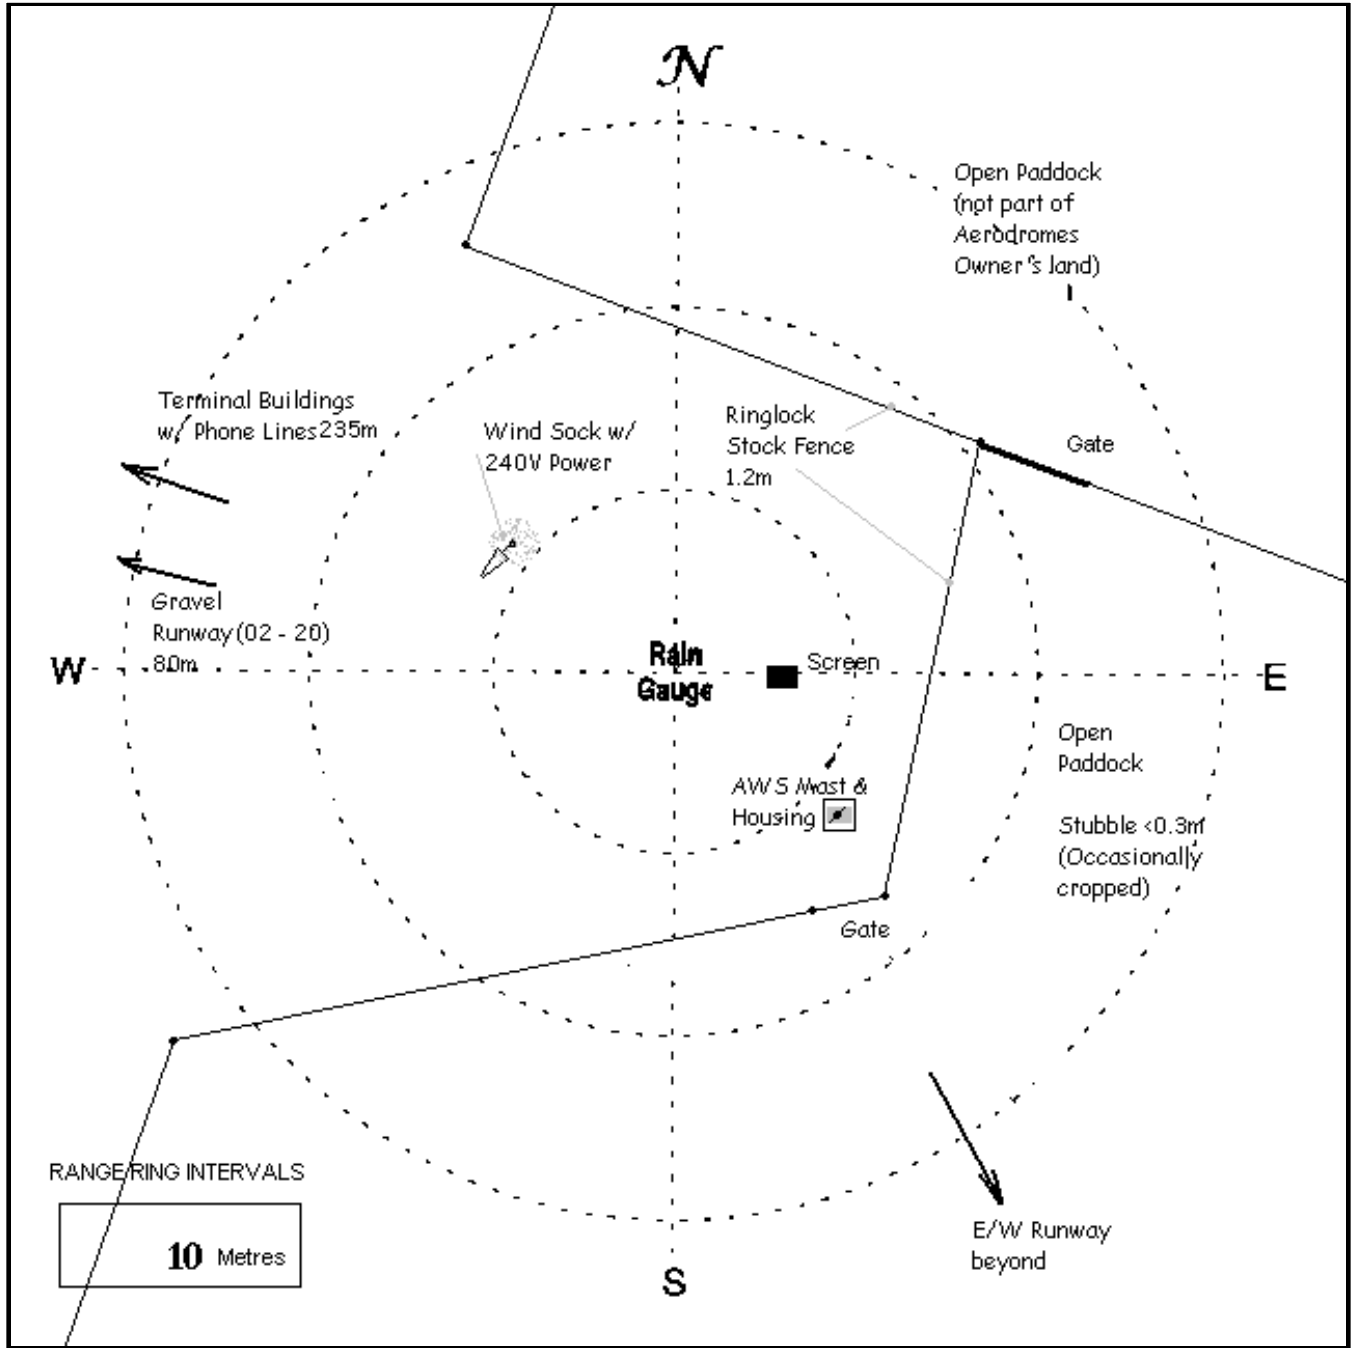 N
Open Paddock
(not part of
Aerodromes
Owner's land)
Terminal Buildings
w/ Phone Lines 235m
Wind Sock w/
240V Power
Ringlock
Stock Fence
1.2m
Gate
Gravel
Runway (02 - 20)
80m
W
Rain
Gauge
Screen
E
Open
Paddock
AWS Mast &
Housing
Stubble <0.3m
(Occasionally
cropped)
Gate
RANGE RING INTERVALS
10 Metres
E/W Runway
beyond
S